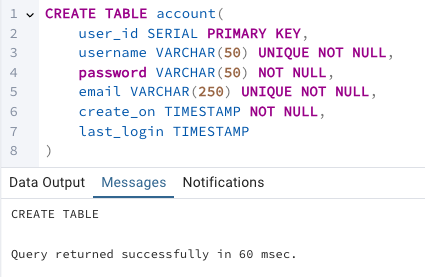 1 CREATE TABLE account(
2 user_id SERIAL PRIMARY KEY,
3 username VARCHAR(50) UNIQUE NOT NULL,
4 password VARCHAR(50) NOT NULL,
5 email VARCHAR(250) UNIQUE NOT NULL,
6 create_on TIMESTAMP NOT NULL,
7 last_login TIMESTAMP
8 )
Data Output Messages Notifications
CREATE TABLE
Query returned successfully in 60 msec.